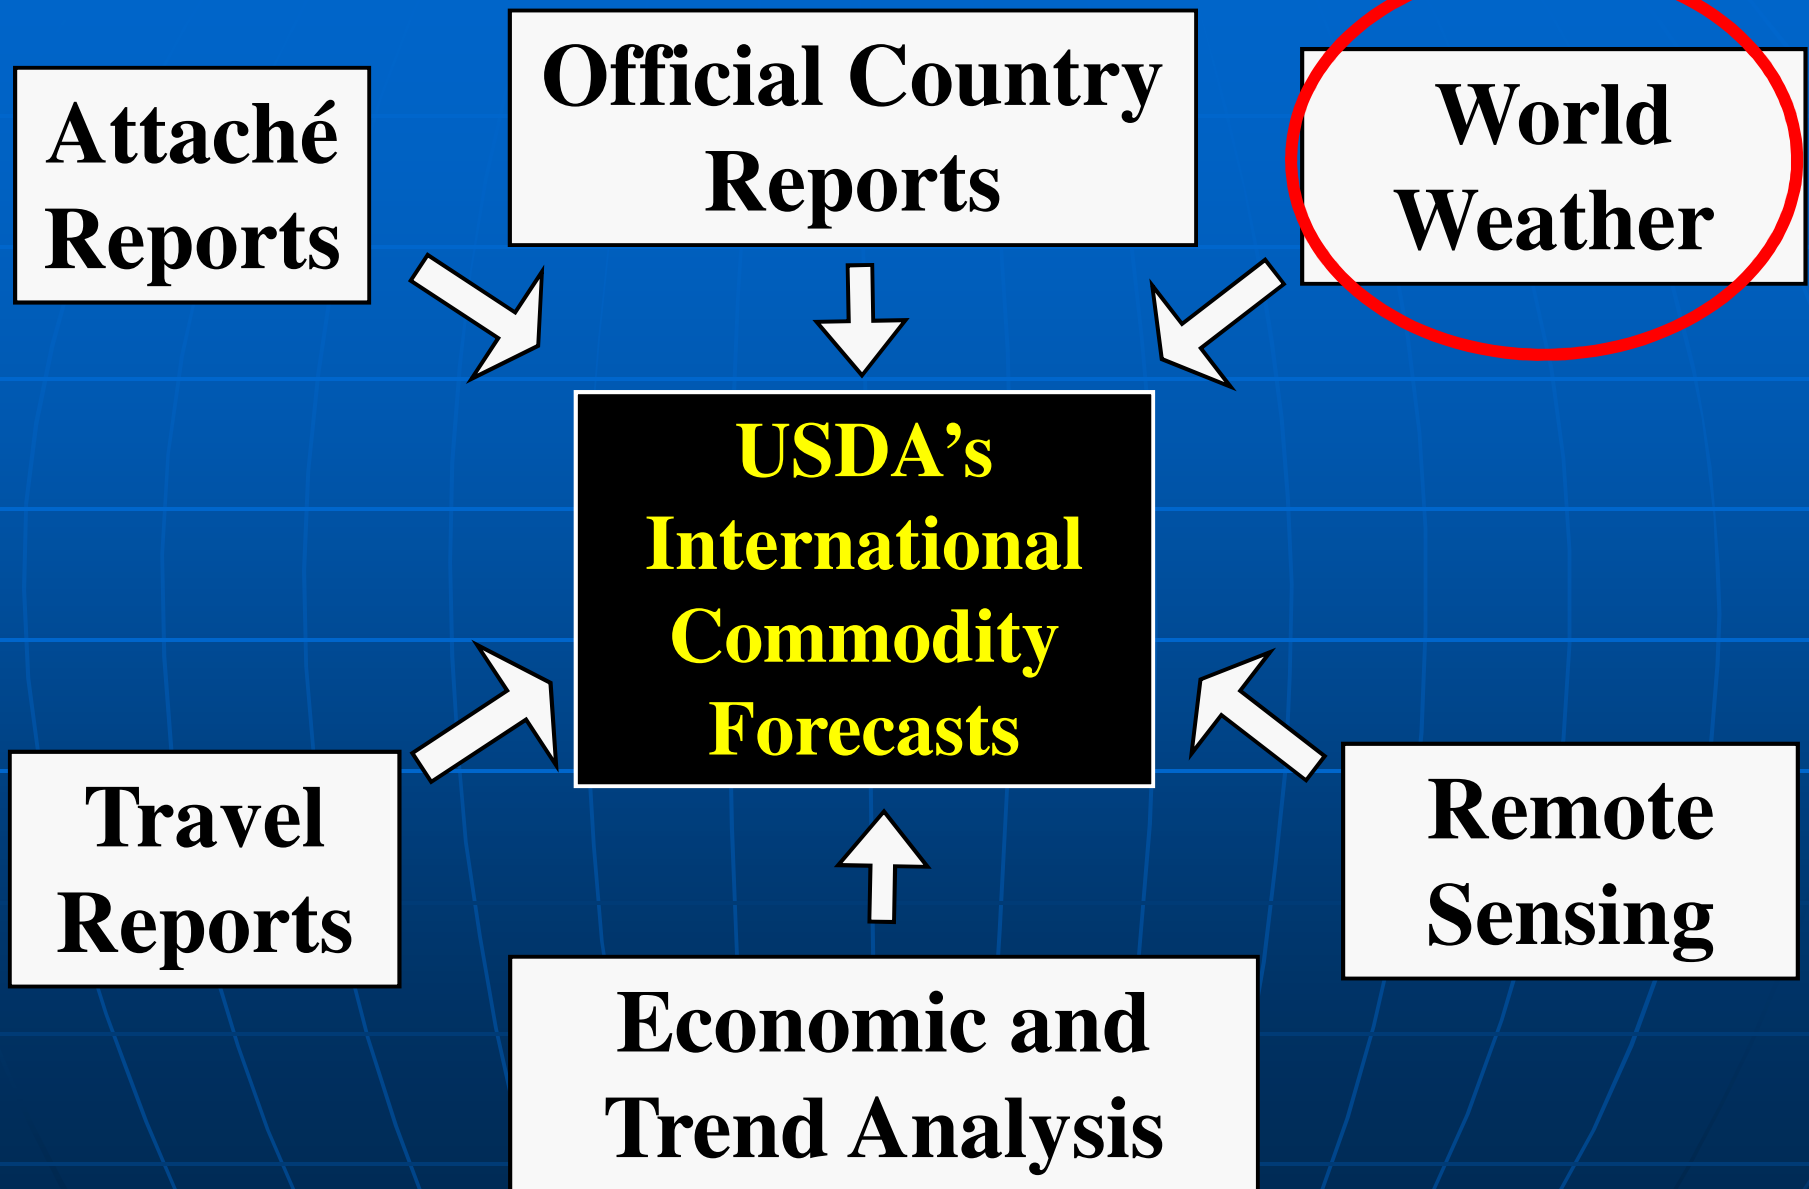 Attaché
Reports
Official Country
Reports
World
Weather
USDA’s
International
Commodity
Forecasts
Travel
Reports
Economic and
Trend Analysis
Remote
Sensing